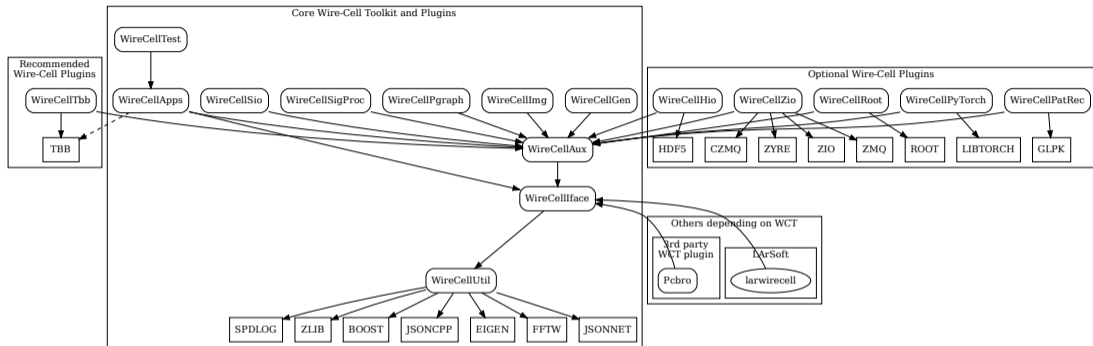 Core Wire-Cell Toolkit and Plugins
WireCellTest
Recommended
Wire-Cell Plugins
Optional Wire-Cell Plugins
WireCellTbb
WireCellApps
WireCellSio
WireCellSigProc
WireCellPgraph
WireCellImg
WireCellGen
WireCellHio
WireCellZio
WireCellRoot
WireCellPyTorch
WireCellPatRec
TBB
WireCellAux
HDF5
CZMQ
ZYRE
ZIO
ZMQ
ROOT
LIBTORCH
GLPK
WireCellIface
Others depending on WCT
3rd party
WCT plugin
LArSoft
Pcbro
larwirecell
WireCellUtil
SPDLOG
ZLIB
BOOST
JSONCPP
EIGEN
FFTW
JSONNET